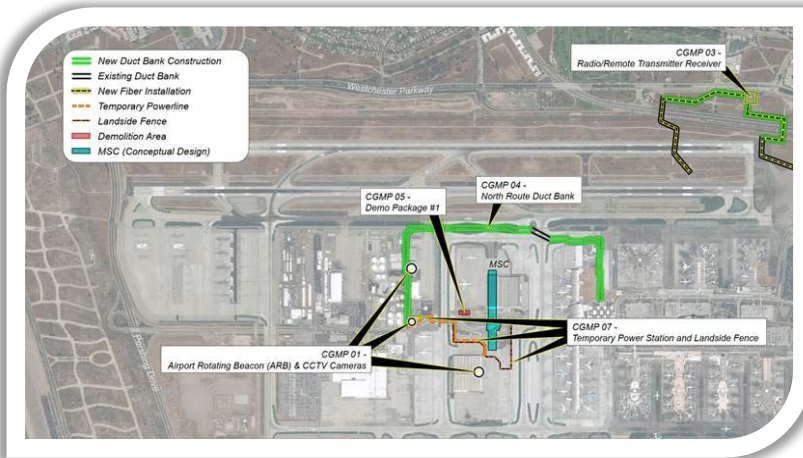 New Duct Bank Construction
Existing Duct Bank
New Fiber Installation
Temporary Powerline
Landside Fence
Demolition Area
MSC (Conceptual Design)
CGMP 03 -
Radio/Remote Transmitter Receiver
Westchester Parkway
CGMP 05 -
Demo Package #1
CGMP 04 -
North Route Duct Bank
MSC
CGMP 07 -
Temporary Power Station and Landside Fence
CGMP 01 -
Airport Rotating Beacon (ARB) & CCTV Cameras
Pershing Drive